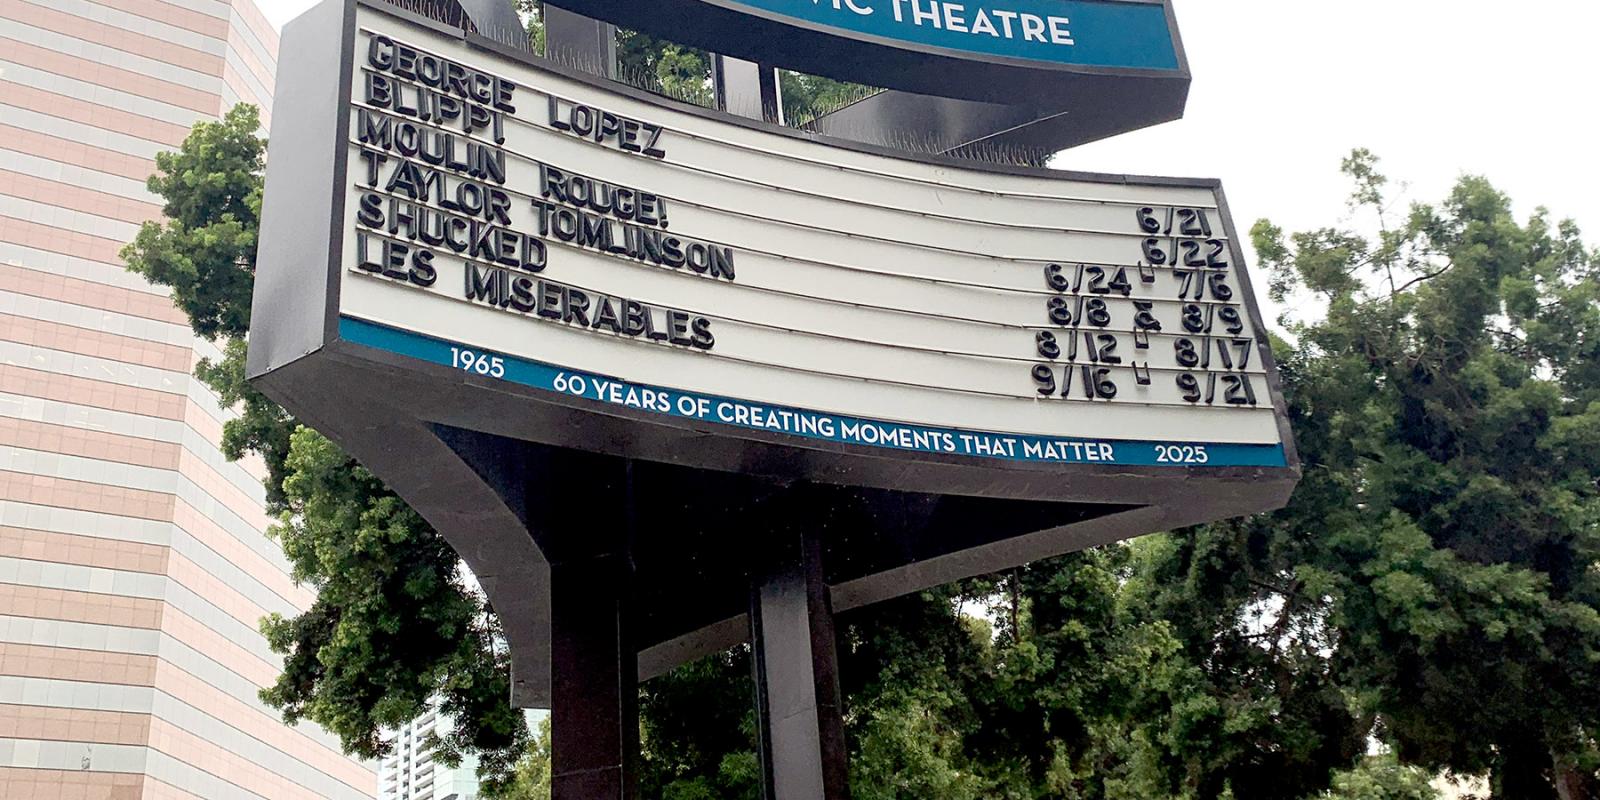 THEATRE
GEORGE LOPEZ 6/21
BLIPPI 6/22
MOULIN ROUGE! 6/24 - 7/6
TAYLOR TOMLINSON 8/8 & 8/9
SHUCKED 8/12 - 8/17
LES MISERABLES 9/16 - 9/21
1965 60 YEARS OF CREATING MOMENTS THAT MATTER 2025